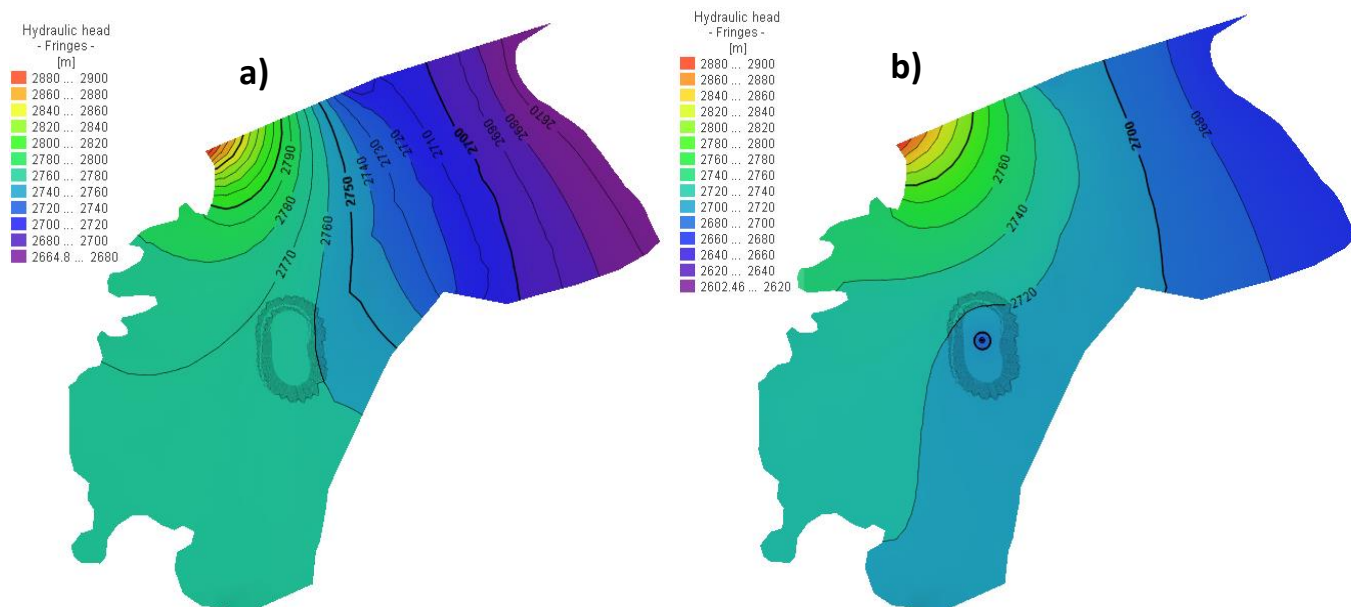 Hydraulic head
- Fringes -
[m]
2880 ... 2900
2860 ... 2880
2840 ... 2860
2820 ... 2840
2800 ... 2820
2780 ... 2800
2760 ... 2780
2740 ... 2760
2720 ... 2740
2700 ... 2720
2680 ... 2700
2664.8 ... 2680
a)
2790
2780
2770
2760
2750
2740
2730
2720
2710
2700
2690
2680
2670
Hydraulic head
- Fringes -
[m]
2880 ... 2900
2860 ... 2880
2840 ... 2860
2820 ... 2840
2800 ... 2820
2780 ... 2800
2760 ... 2780
2740 ... 2760
2720 ... 2740
2700 ... 2720
2680 ... 2700
2660 ... 2680
2640 ... 2660
2620 ... 2640
2602.46 ... 2620
b)
2760
2740
2720
2700
2680